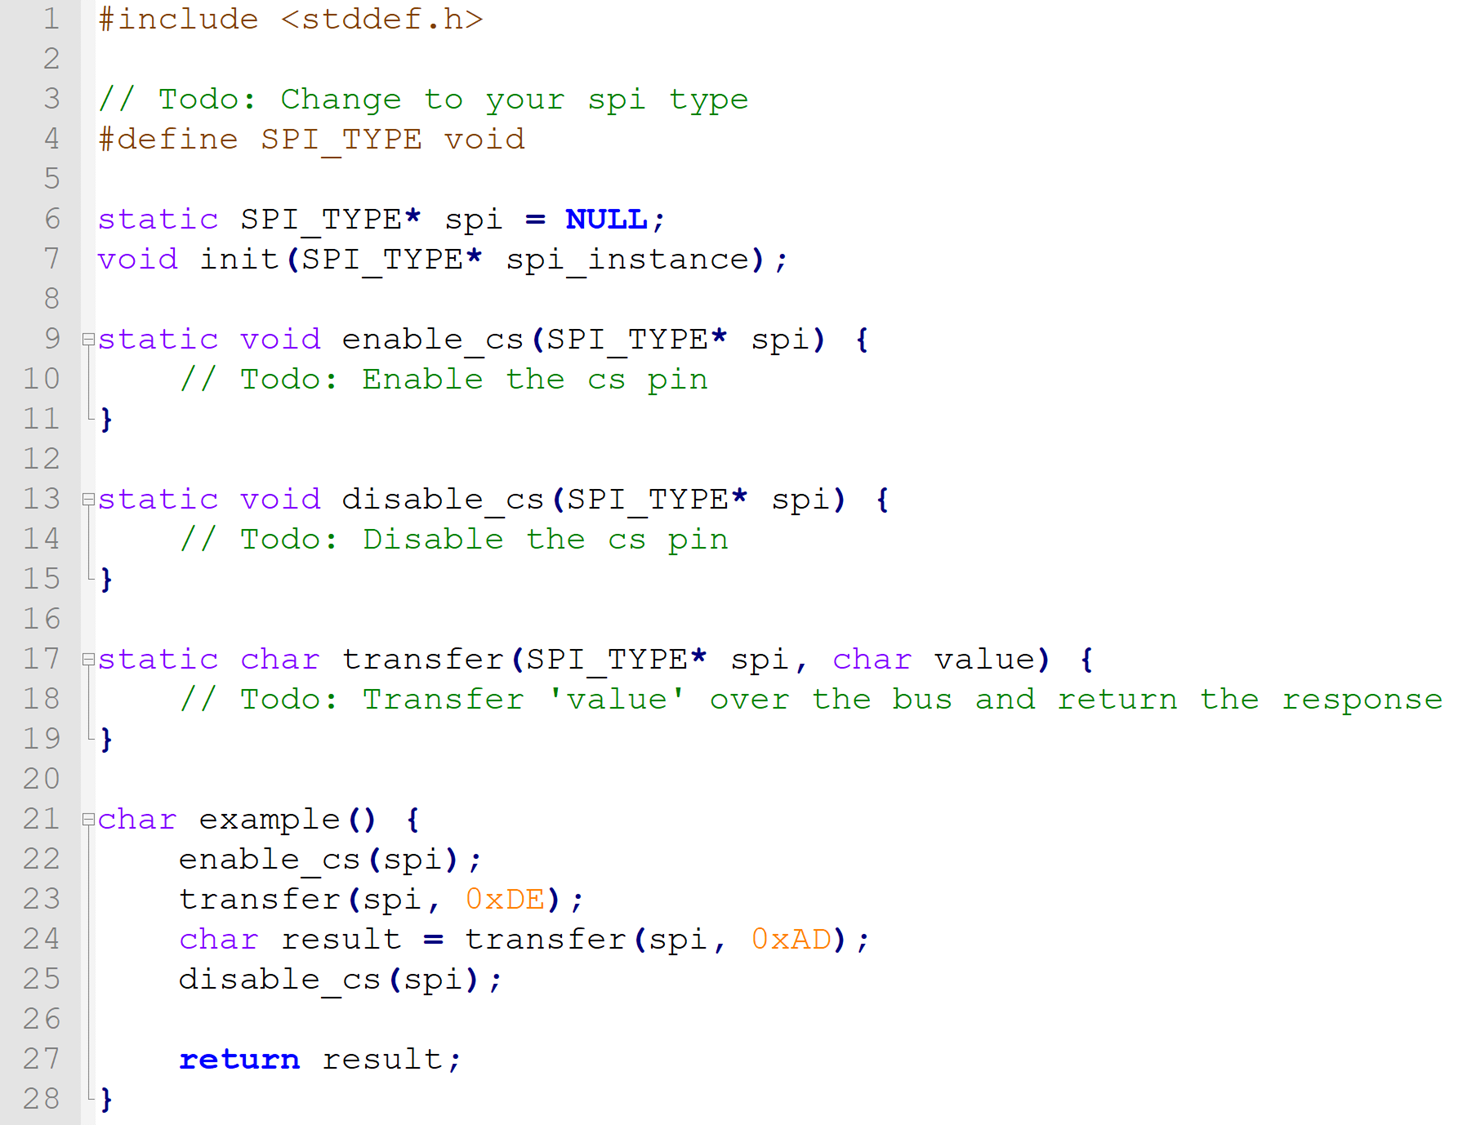 1 #include <stddef.h>
2
3 // Todo: Change to your spi type
4 #define SPI_TYPE void
5
6 static SPI_TYPE* spi = NULL;
7 void init(SPI_TYPE* spi_instance);
8
9 static void enable_cs(SPI_TYPE* spi) {
10     // Todo: Enable the cs pin
11 }
12
13 static void disable_cs(SPI_TYPE* spi) {
14     // Todo: Disable the cs pin
15 }
16
17 static char transfer(SPI_TYPE* spi, char value) {
18     // Todo: Transfer 'value' over the bus and return the response
19 }
20
21 char example() {
22     enable_cs(spi);
23     transfer(spi, 0xDE);
24     char result = transfer(spi, 0xAD);
25     disable_cs(spi);
26
27     return result;
28 }